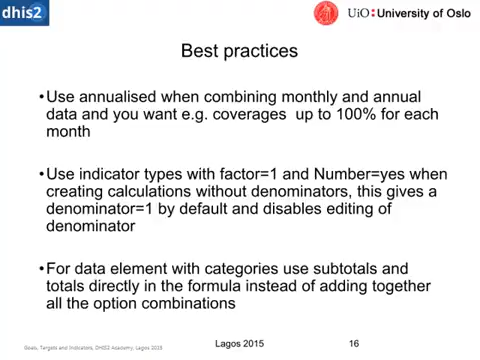 dhis2
UiO: University of Oslo
Best practices
•Use annualised when combining monthly and annual
data and you want e.g. coverages up to 100% for each
month
•Use indicator types with factor=1 and Number=yes when
creating calculations without denominators, this gives a
denominator=1 by default and disables editing of
denominator
•For data element with categories use subtotals and
totals directly in the formula instead of adding together
all the option combinations
Goals, Targets and Indicators, DHIS2 Academy, Lagos 2015
Lagos 2015
16